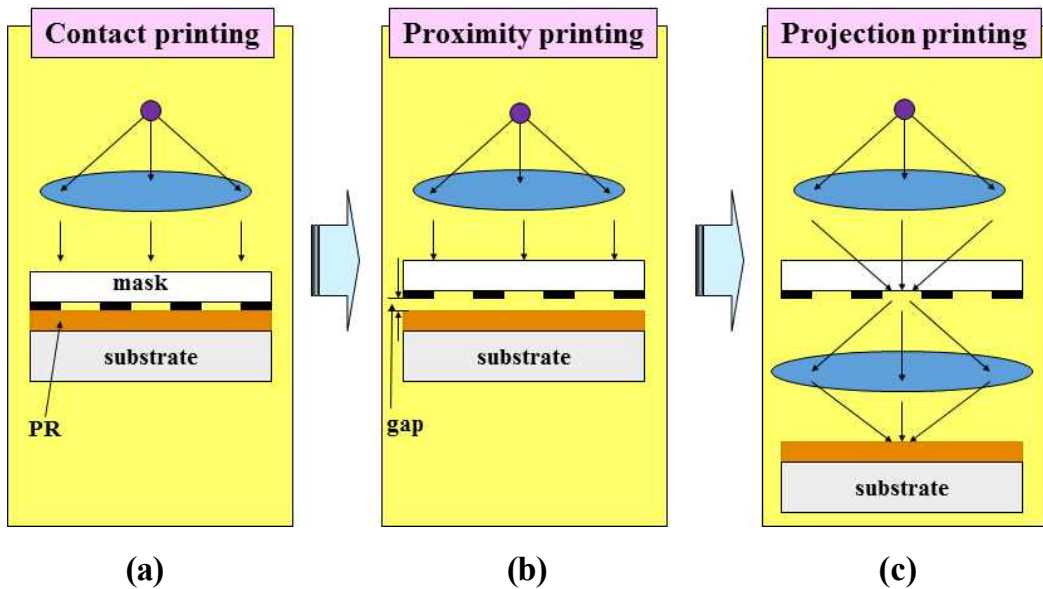 Contact printing
Proximity printing
Projection printing
mask
substrate
substrate
PR
gap
substrate
(a)
(b)
(c)